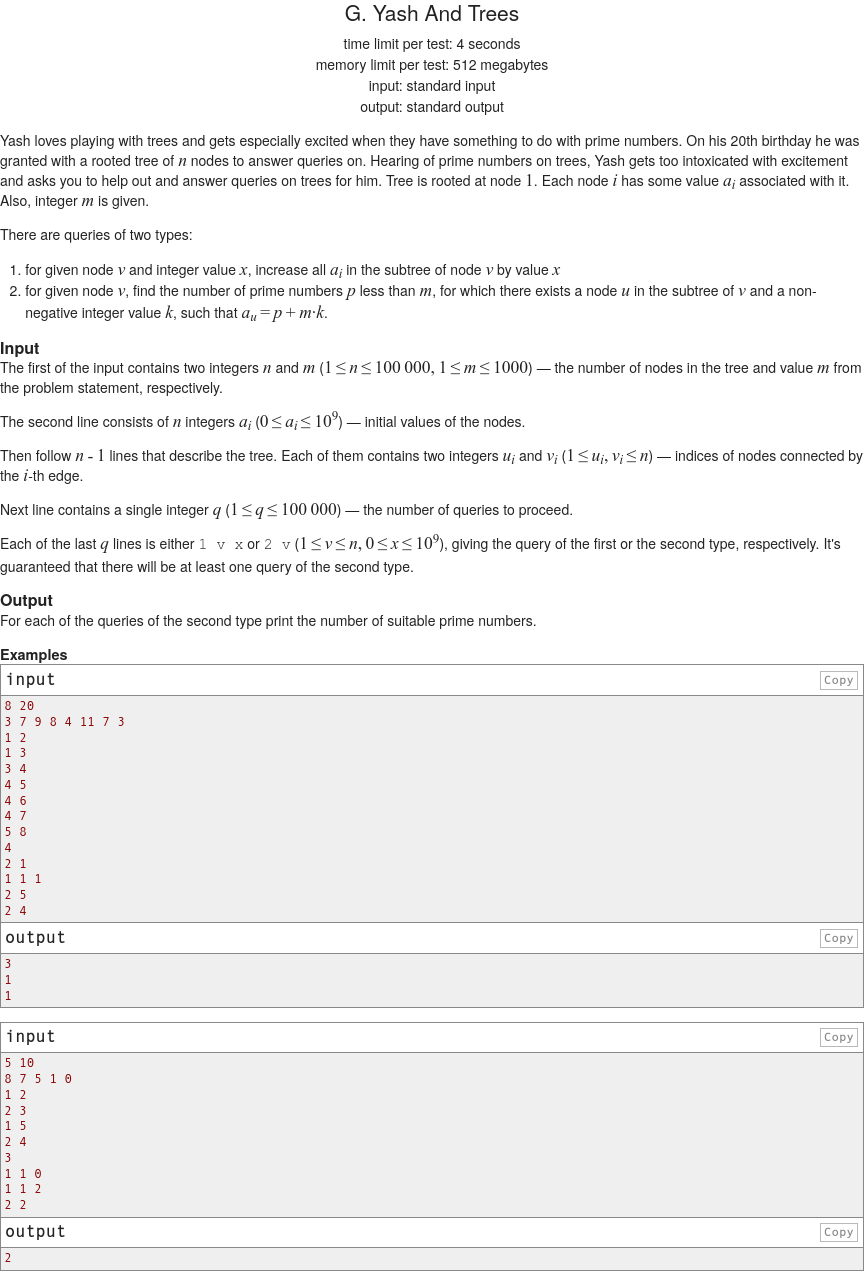 G. Yash And Trees
time limit per test: 4 seconds
memory limit per test: 512 megabytes
input: standard input
output: standard output
Yash loves playing with trees and gets especially excited when they have something to do with prime numbers. On his 20th birthday he was
granted with a rooted tree of n nodes to answer queries on. Hearing of prime numbers on trees, Yash gets too intoxicated with excitement
and asks you to help out and answer queries on trees for him. Tree is rooted at node 1. Each node i has some value a_i associated with it.
Also, integer m is given.
There are queries of two types:
1. for given node v and integer value x, increase all a_i in the subtree of node v by value x
2. for given node v, find the number of prime numbers p less than m, for which there exists a node u in the subtree of v and a non-
negative integer value k, such that a_u = p + m·k.
Input
The first of the input contains two integers n and m (1 ≤ n ≤ 100 000, 1 ≤ m ≤ 1000) — the number of nodes in the tree and value m from
the problem statement, respectively.
The second line consists of n integers a_i (0 ≤ a_i ≤ 10^9) — initial values of the nodes.
Then follow n - 1 lines that describe the tree. Each of them contains two integers u_i and v_i (1 ≤ u_i, v_i ≤ n) — indices of nodes connected by
the i-th edge.
Next line contains a single integer q (1 ≤ q ≤ 100 000) — the number of queries to proceed.
Each of the last q lines is either 1 v x or 2 v (1 ≤ v ≤ n, 0 ≤ x ≤ 10^9), giving the query of the first or the second type, respectively. It's
guaranteed that there will be at least one query of the second type.
Output
For each of the queries of the second type print the number of suitable prime numbers.
Examples
input Copy
8 20
3 7 9 8 4 11 7 3
1 2
1 3
3 4
4 5
4 6
4 7
5 8
4
2 1
1 1 1
2 5
2 4
output Copy
3
1
1
input Copy
5 10
8 7 5 1 0
1 2
2 3
1 5
2 4
3
1 1 0
1 1 2
2 2
output Copy
2